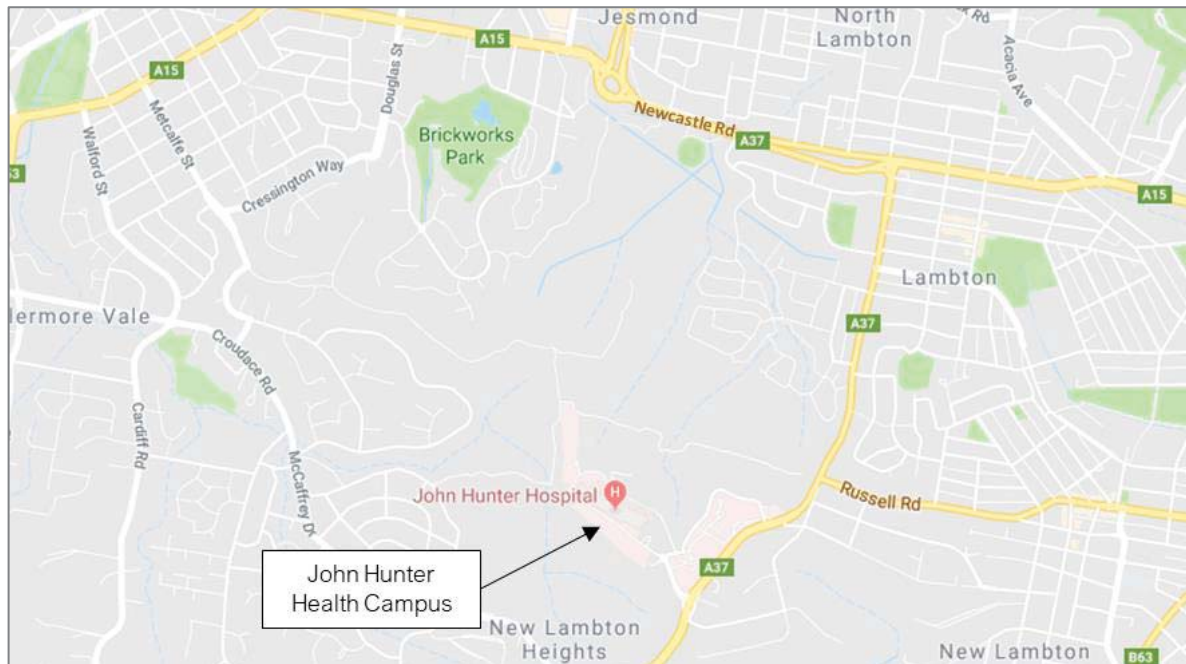 Jesmond
North
Lambton
Rd
A15
A15
Douglas St
Acacia Ave
Metcalfe St
Newcastle Rd
Brickworks
Park
A37
Walford St
Cressington Way
A15
63
Lambton
lermore Vale
A37
Croudace Rd
Cardiff Rd
McCaffrey D
John Hunter Hospital
H
Russell Rd
John Hunter
Health Campus
A37
New Lambton
Heights
New Lambton
B63